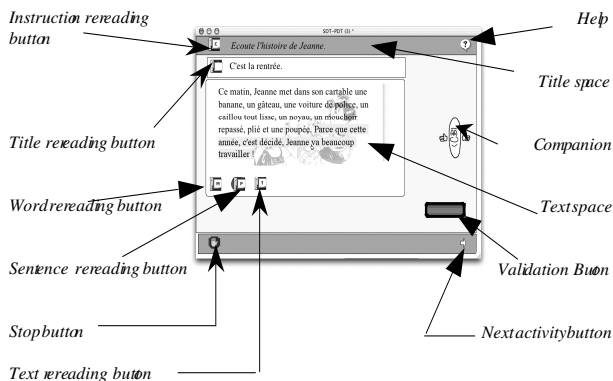 Instruction rereading
button
Title rereading button
Word rereading button
Sentence rereading button
Stop button
Text rereading button
SDT-PDT (3) *
Ecoute l'histoire de Jeanne.
C'est la rentrée.
Ce matin, Jeanne met dans son cartable une
banane, un gâteau, une voiture de police, un
caillou tout lisse, un noyau, un mouchoir
repassé, plié et une poupée. Parce que cette
année, c'est décidé, Jeanne va beaucoup
travailler !
M
P
T
?
Help
Title space
Companion
Text space
Validation Buton
Next activity button